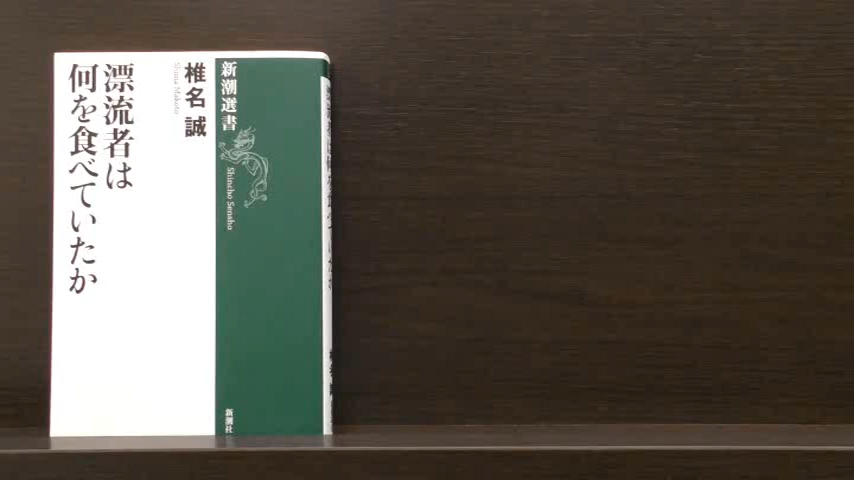 漂流者は
何を食べていたか
椎名 誠
Shiina Makoto
新潮選書
Shincho Sensho
新潮社